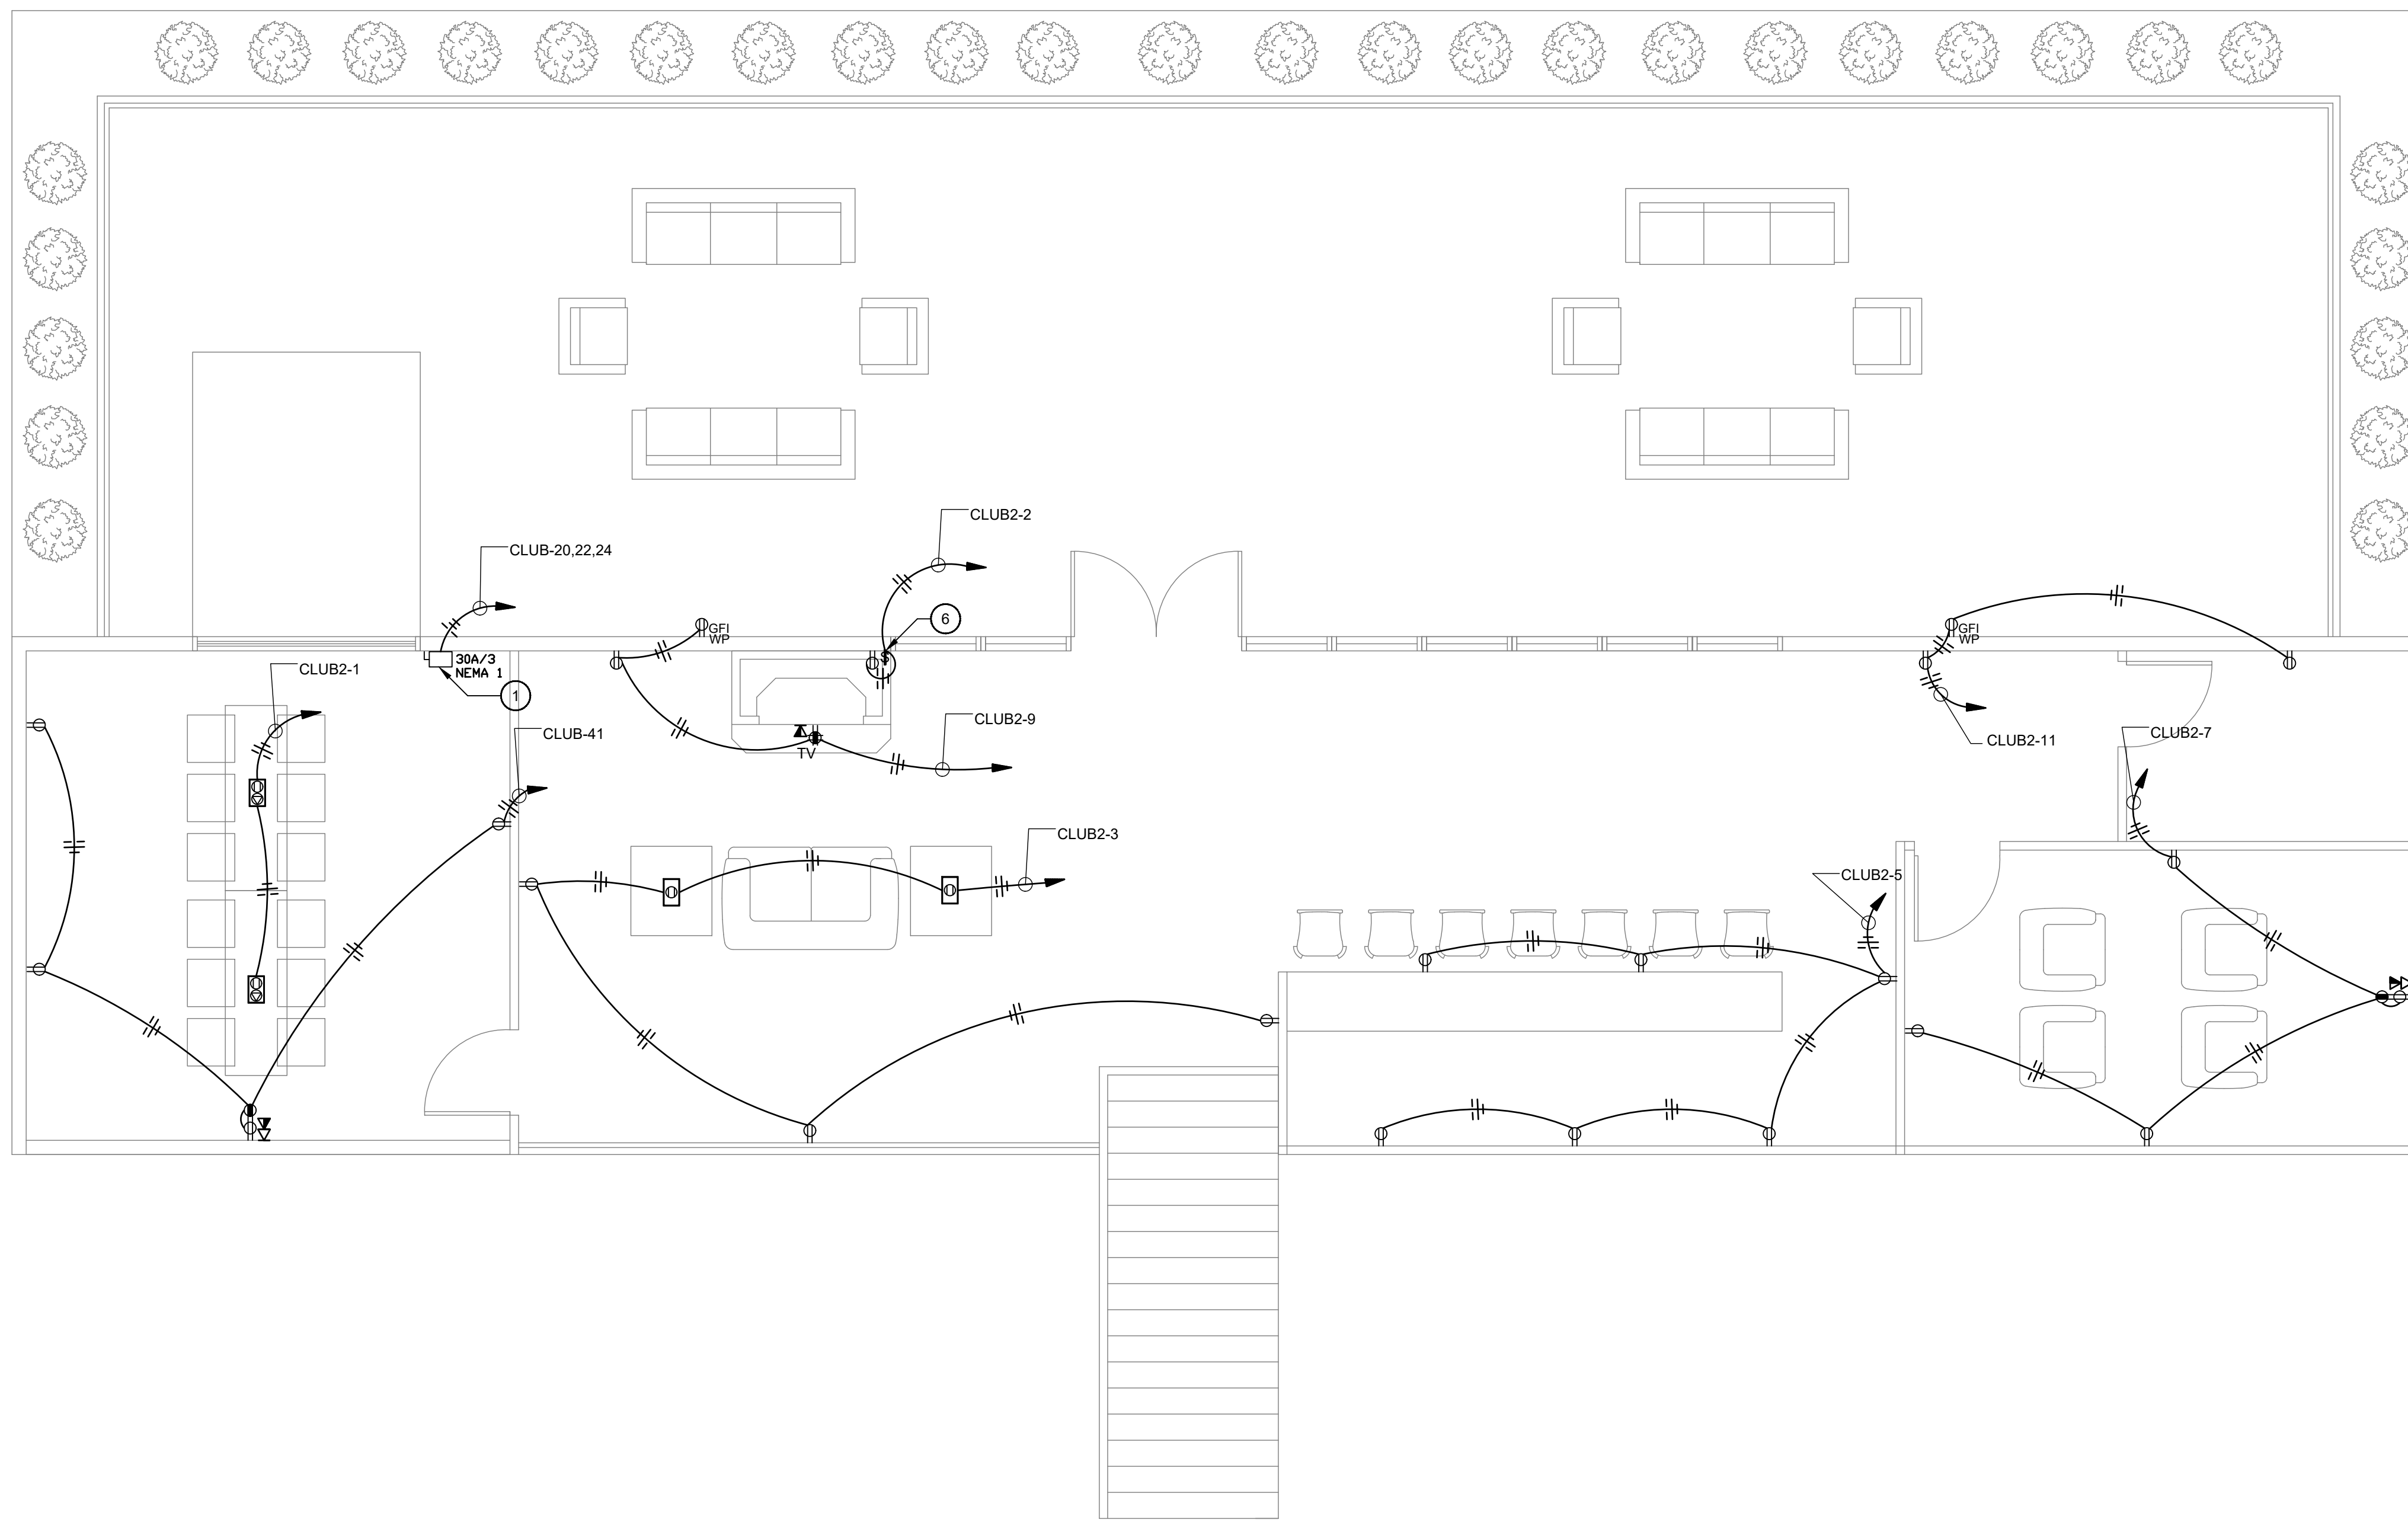 CLUB2-2
CLUB-20,22,24
6
GFI
WP
GFI
WP
$
30A/3
NEMA 1
CLUB2-1
1
CLUB2-9
CLUB-41
CLUB2-7
CLUB2-11
TV
CLUB2-3
CLUB2-5